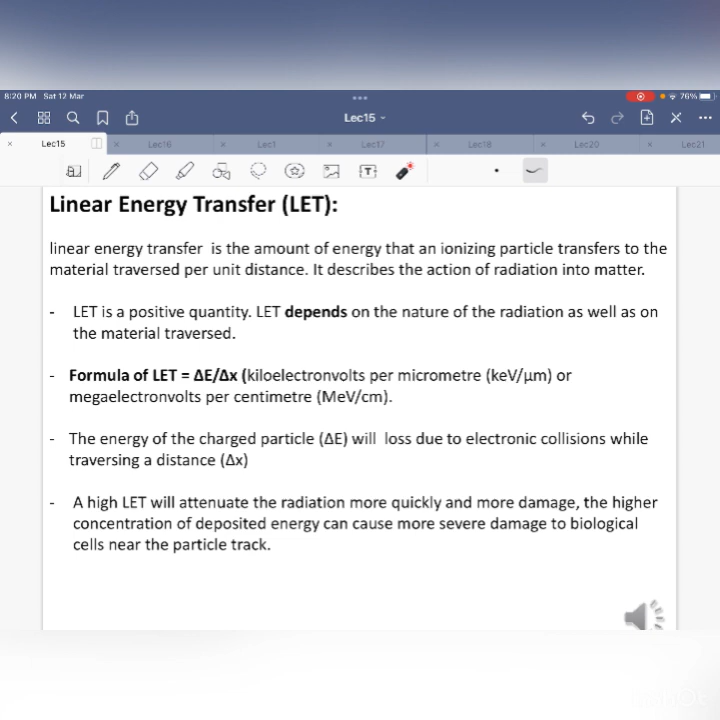 8:20 PM Sat 12 Mar
76%
Lec15
Lec15
Lec16
Lec1
Lec17
Lec18
Lec20
Lec21
Linear Energy Transfer (LET):
linear energy transfer is the amount of energy that an ionizing particle transfers to the
material traversed per unit distance. It describes the action of radiation into matter.
- LET is a positive quantity. LET depends on the nature of the radiation as well as on
the material traversed.
- Formula of LET = ΔE/Δx (kiloelectronvolts per micrometre (keV/μm) or
megaelectronvolts per centimetre (MeV/cm).
- The energy of the charged particle (ΔE) will loss due to electronic collisions while
traversing a distance (Δx)
- A high LET will attenuate the radiation more quickly and more damage, the higher
concentration of deposited energy can cause more severe damage to biological
cells near the particle track.